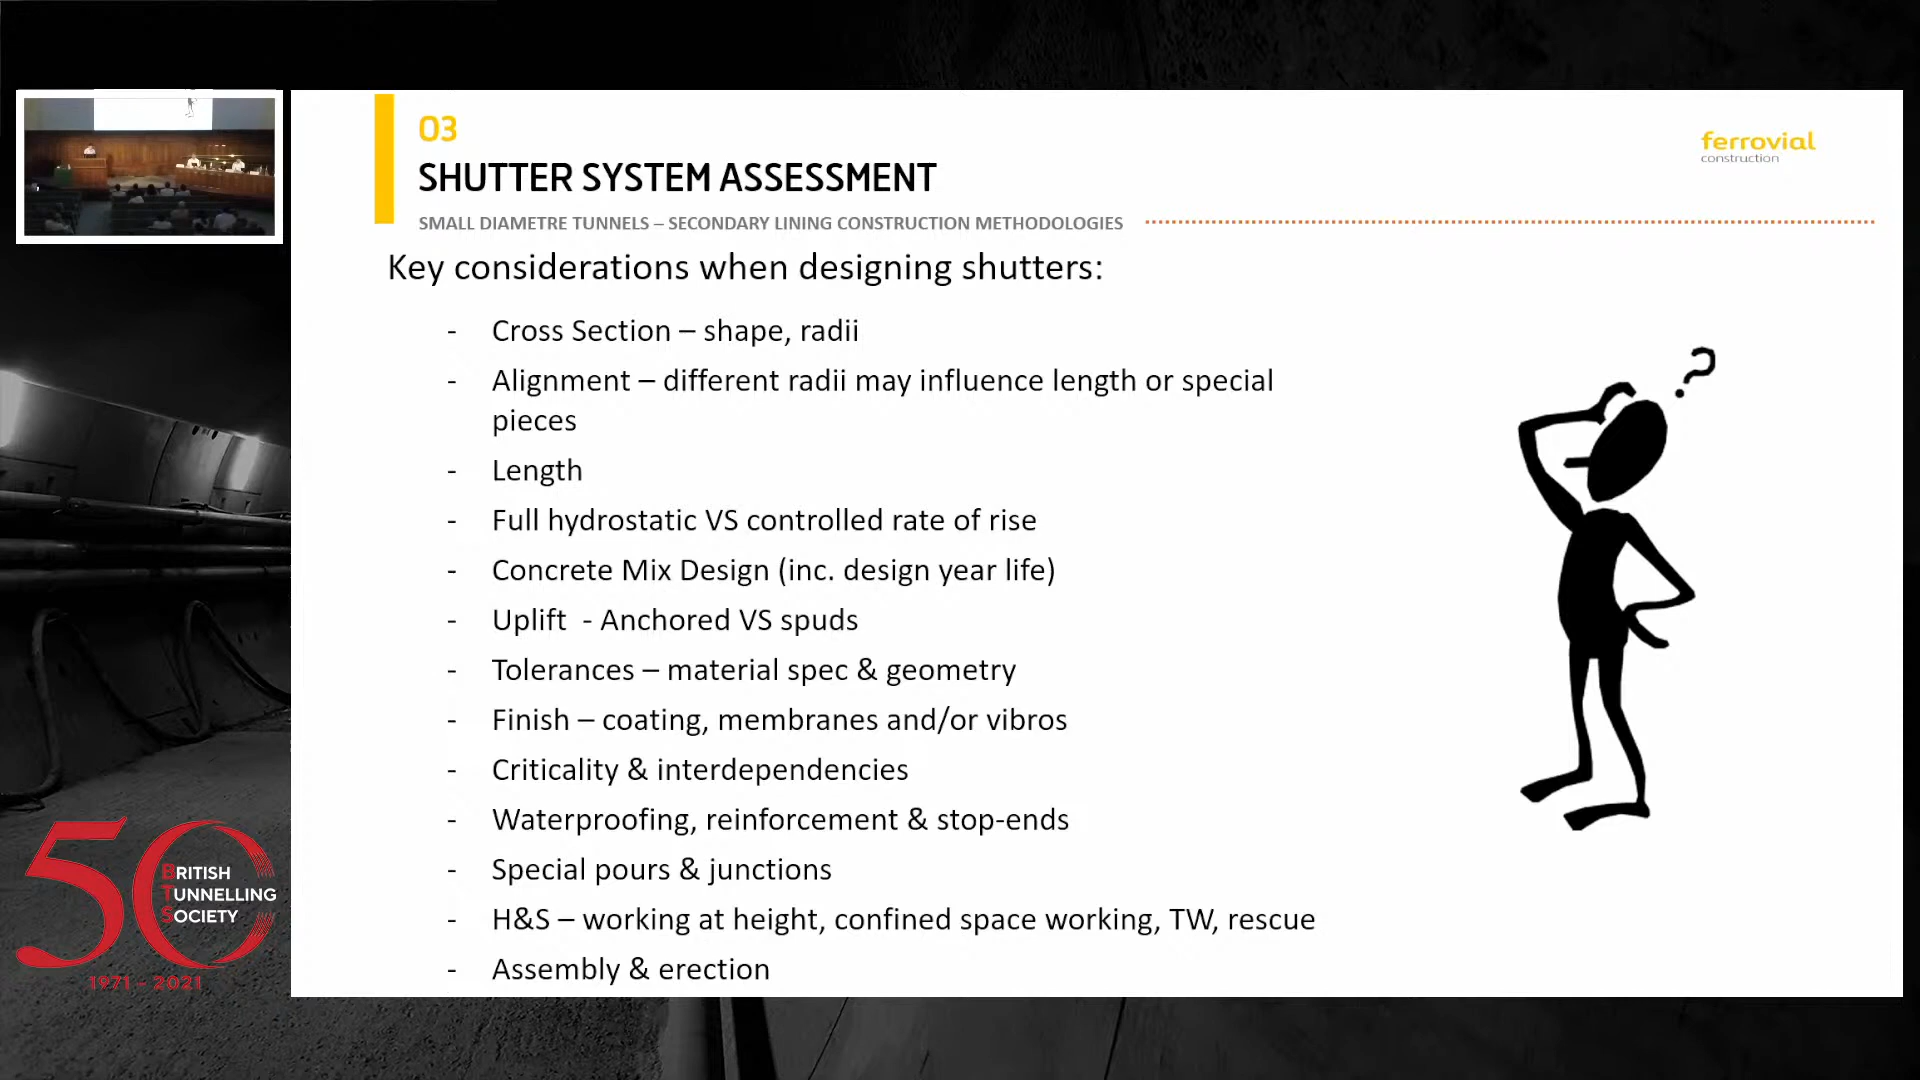 03
SHUTTER SYSTEM ASSESSMENT
SMALL DIAMETRE TUNNELS – SECONDARY LINING CONSTRUCTION METHODOLOGIES
ferrovial
construction
Key considerations when designing shutters:
- Cross Section – shape, radii
- Alignment – different radii may influence length or special
pieces
- Length
- Full hydrostatic VS controlled rate of rise
- Concrete Mix Design (inc. design year life)
- Uplift - Anchored VS spuds
- Tolerances – material spec & geometry
- Finish – coating, membranes and/or vibros
- Criticality & interdependencies
- Waterproofing, reinforcement & stop-ends
- Special pours & junctions
- H&S – working at height, confined space working, TW, rescue
- Assembly & erection
?
50
BRITISH
TUNNELLING
SOCIETY
1971 - 2021